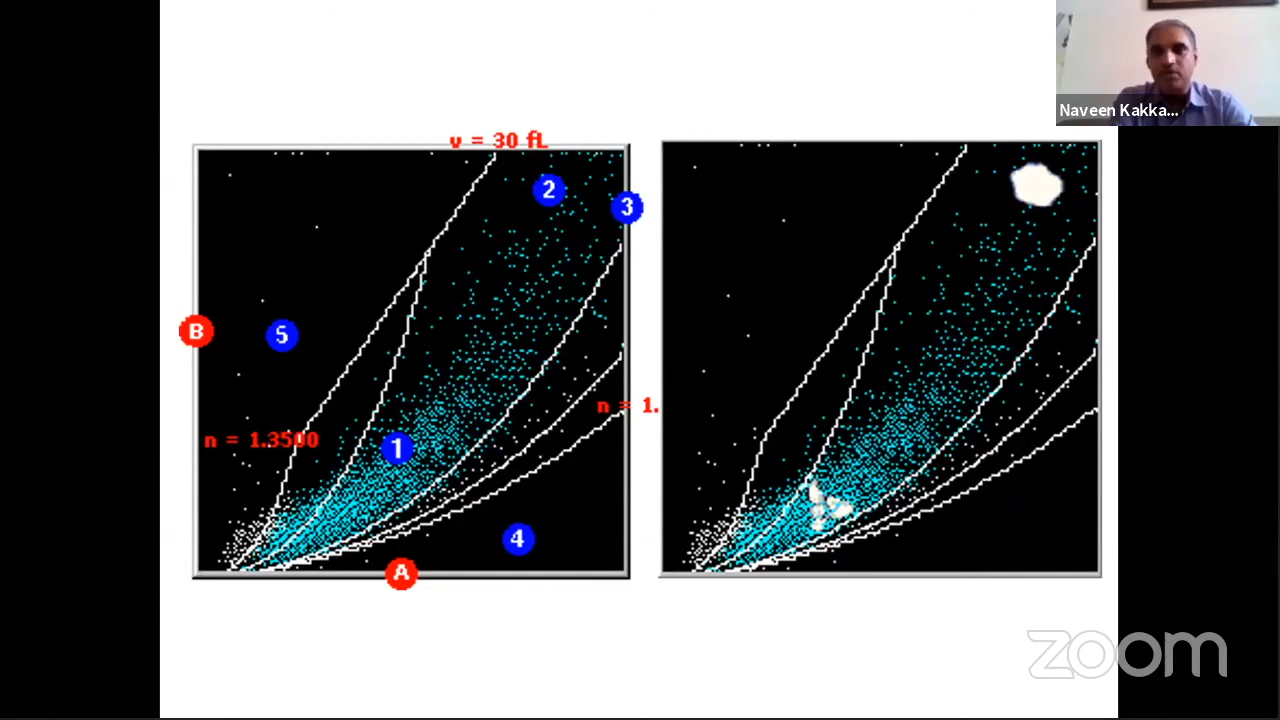 Naveen Kakka...
v = 30 fL
2
3
B
5
n = 1.
n = 1.3500
1
4
A
zoom